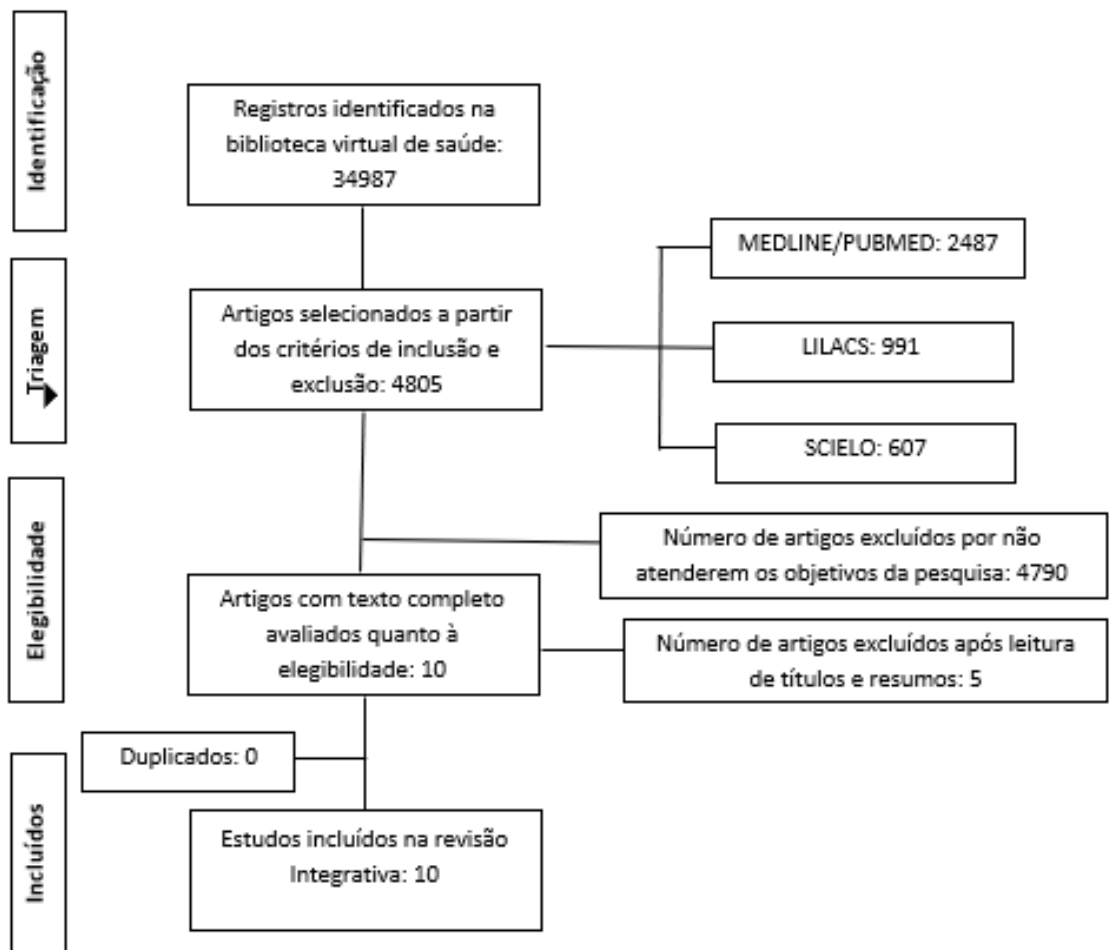 Identificação
Registros identificados na
biblioteca virtual de saúde:
34987
Triagem
Artigos selecionados a partir
dos critérios de inclusão e
exclusão: 4805
MEDLINE/PUBMED: 2487
LILACS: 991
SCIELO: 607
Elegibilidade
Número de artigos excluídos por não
atenderem os objetivos da pesquisa: 4790
Artigos com texto completo
avaliados quanto à
elegibilidade: 10
Número de artigos excluídos após leitura
de títulos e resumos: 5
Incluídos
Duplicados: 0
Estudos incluídos na revisão
Integrativa: 10